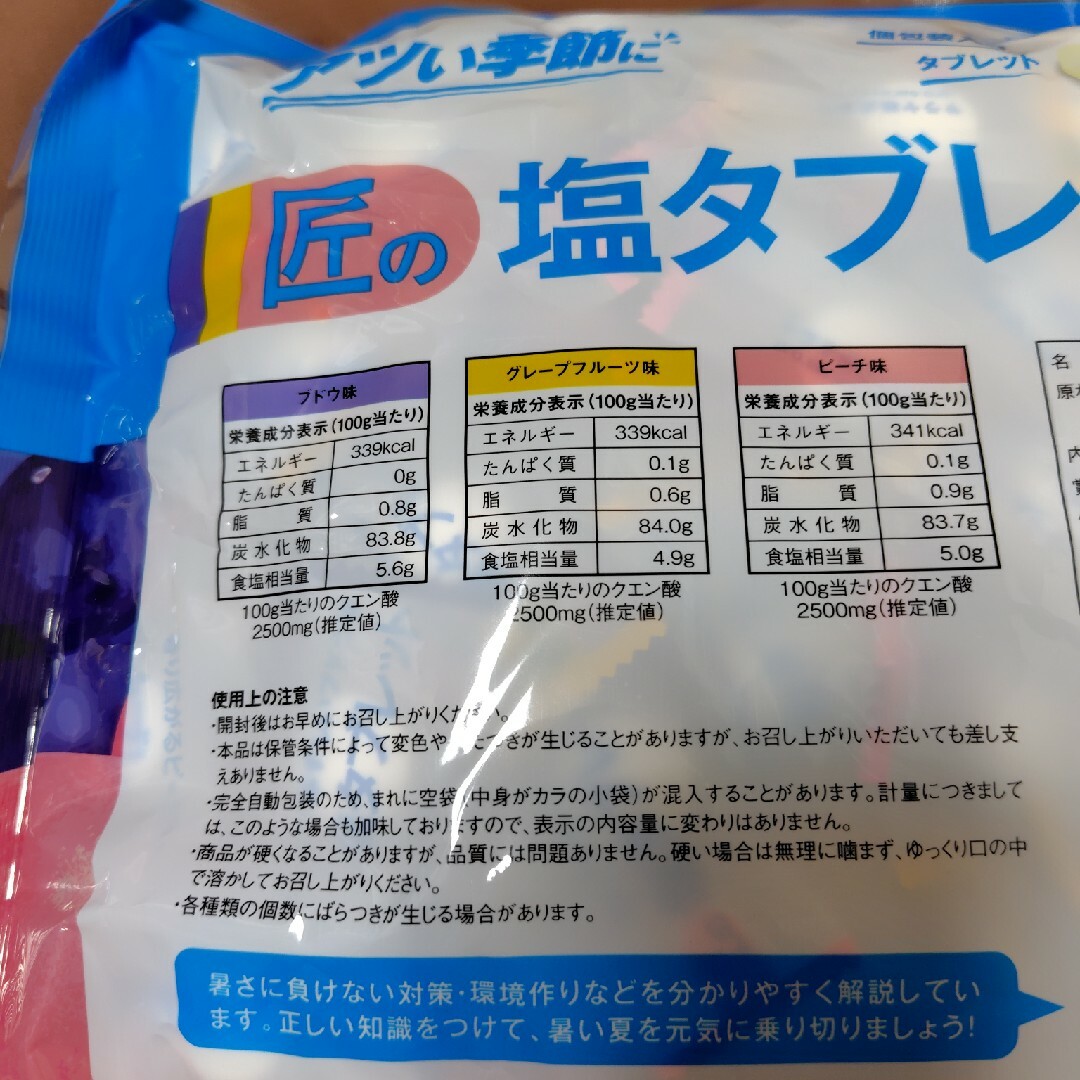 アツい季節に
個包装
タブレット
匠の 塩タブレ
ブドウ味
栄養成分表示(100g当たり)
エネルギー 339kcal
たんぱく質 0g
脂質 0.8g
炭水化物 83.8g
食塩相当量 5.6g
100g当たりのクエン酸
2500mg(推定値)
グレープフルーツ味
栄養成分表示(100g当たり)
エネルギー 339kcal
たんぱく質 0.1g
脂質 0.6g
炭水化物 84.0g
食塩相当量 4.9g
100g当たりのクエン酸
2500mg(推定値)
ピーチ味
栄養成分表示(100g当たり)
エネルギー 341kcal
たんぱく質 0.1g
脂質 0.9g
炭水化物 83.7g
食塩相当量 5.0g
100g当たりのクエン酸
2500mg(推定値)
名
原
内
使用上の注意
・開封後はお早めにお召し上がりください。
・本品は保管条件によって変色や つきが生じることがありますが、お召し上がりいただいても差し支
えありません。
・完全自動包装のため、まれに空袋(中身がカラの小袋)が混入することがあります。計量につきまして
は、このような場合も加味しておりますので、表示の内容量に変わりはありません。
・商品が硬くなることがありますが、品質には問題ありません。硬い場合は無理に噛まず、ゆっくり口の中
で溶かしてお召し上がりください。
・各種類の個数にばらつきが生じる場合があります。
暑さに負けない対策・環境作りなどを分かりやすく解説してい
ます。正しい知識をつけて、暑い夏を元気に乗り切りましょう!